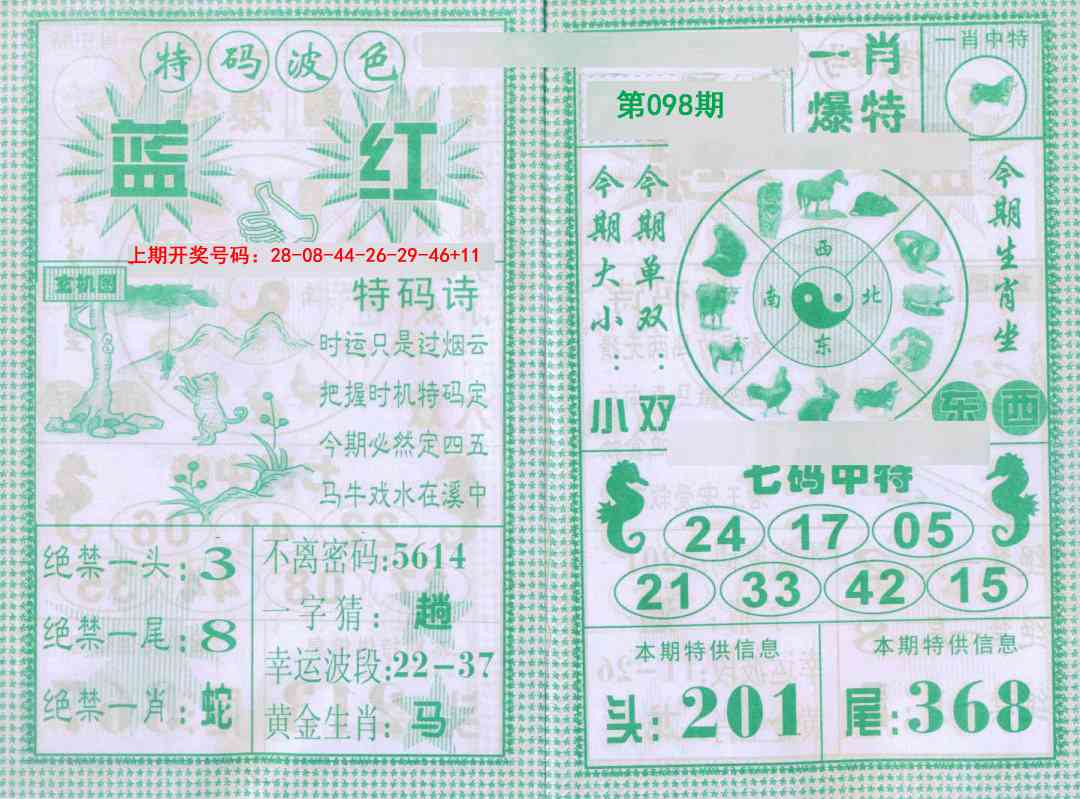 特码波色
蓝 红
上期开奖号码：28-08-44-26-29-46+11
玄机图
特码诗
时运只是过烟云
把握时机特码定
今期必然定四五
马牛戏水在溪中
绝禁一头:3
绝禁一尾:8
绝禁一肖:蛇
不离密码:5614
一字猜：趟
幸运波段:22-37
黄金生肖:马
第098期
一肖
爆特
一肖中特
今期大小：小
今期单双：双
西
南 北
东
今期生肖坐
东西
七码中特
24 17 05
21 33 42 15
本期特供信息
头:201
本期特供信息
尾:368